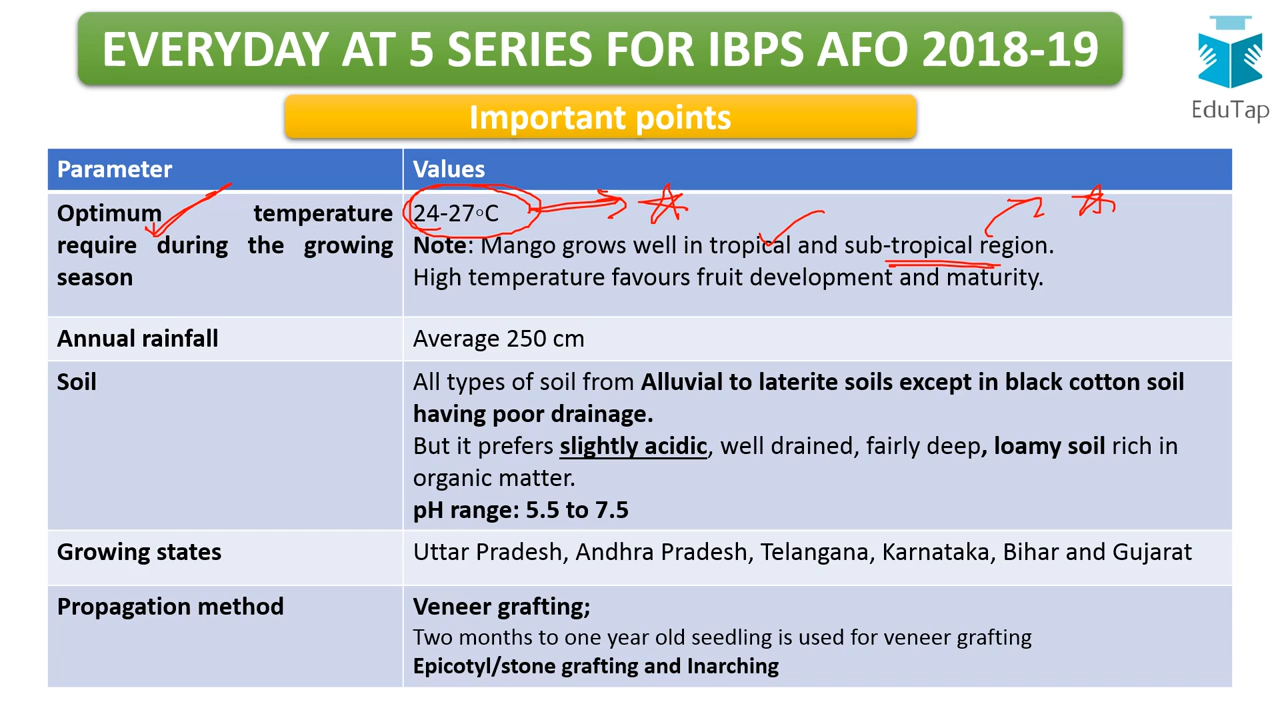 EVERYDAY AT 5 SERIES FOR IBPS AFO 2018-19
EduTap
Important points
Parameter
Values
Optimum temperature
require during the growing
season
24-27◦C
Note: Mango grows well in tropical and sub-tropical region.
High temperature favours fruit development and maturity.
Annual rainfall
Average 250 cm
Soil
All types of soil from Alluvial to laterite soils except in black cotton soil
having poor drainage.
But it prefers slightly acidic, well drained, fairly deep, loamy soil rich in
organic matter.
pH range: 5.5 to 7.5
Growing states
Uttar Pradesh, Andhra Pradesh, Telangana, Karnataka, Bihar and Gujarat
Propagation method
Veneer grafting;
Two months to one year old seedling is used for veneer grafting
Epicotyl/stone grafting and Inarching